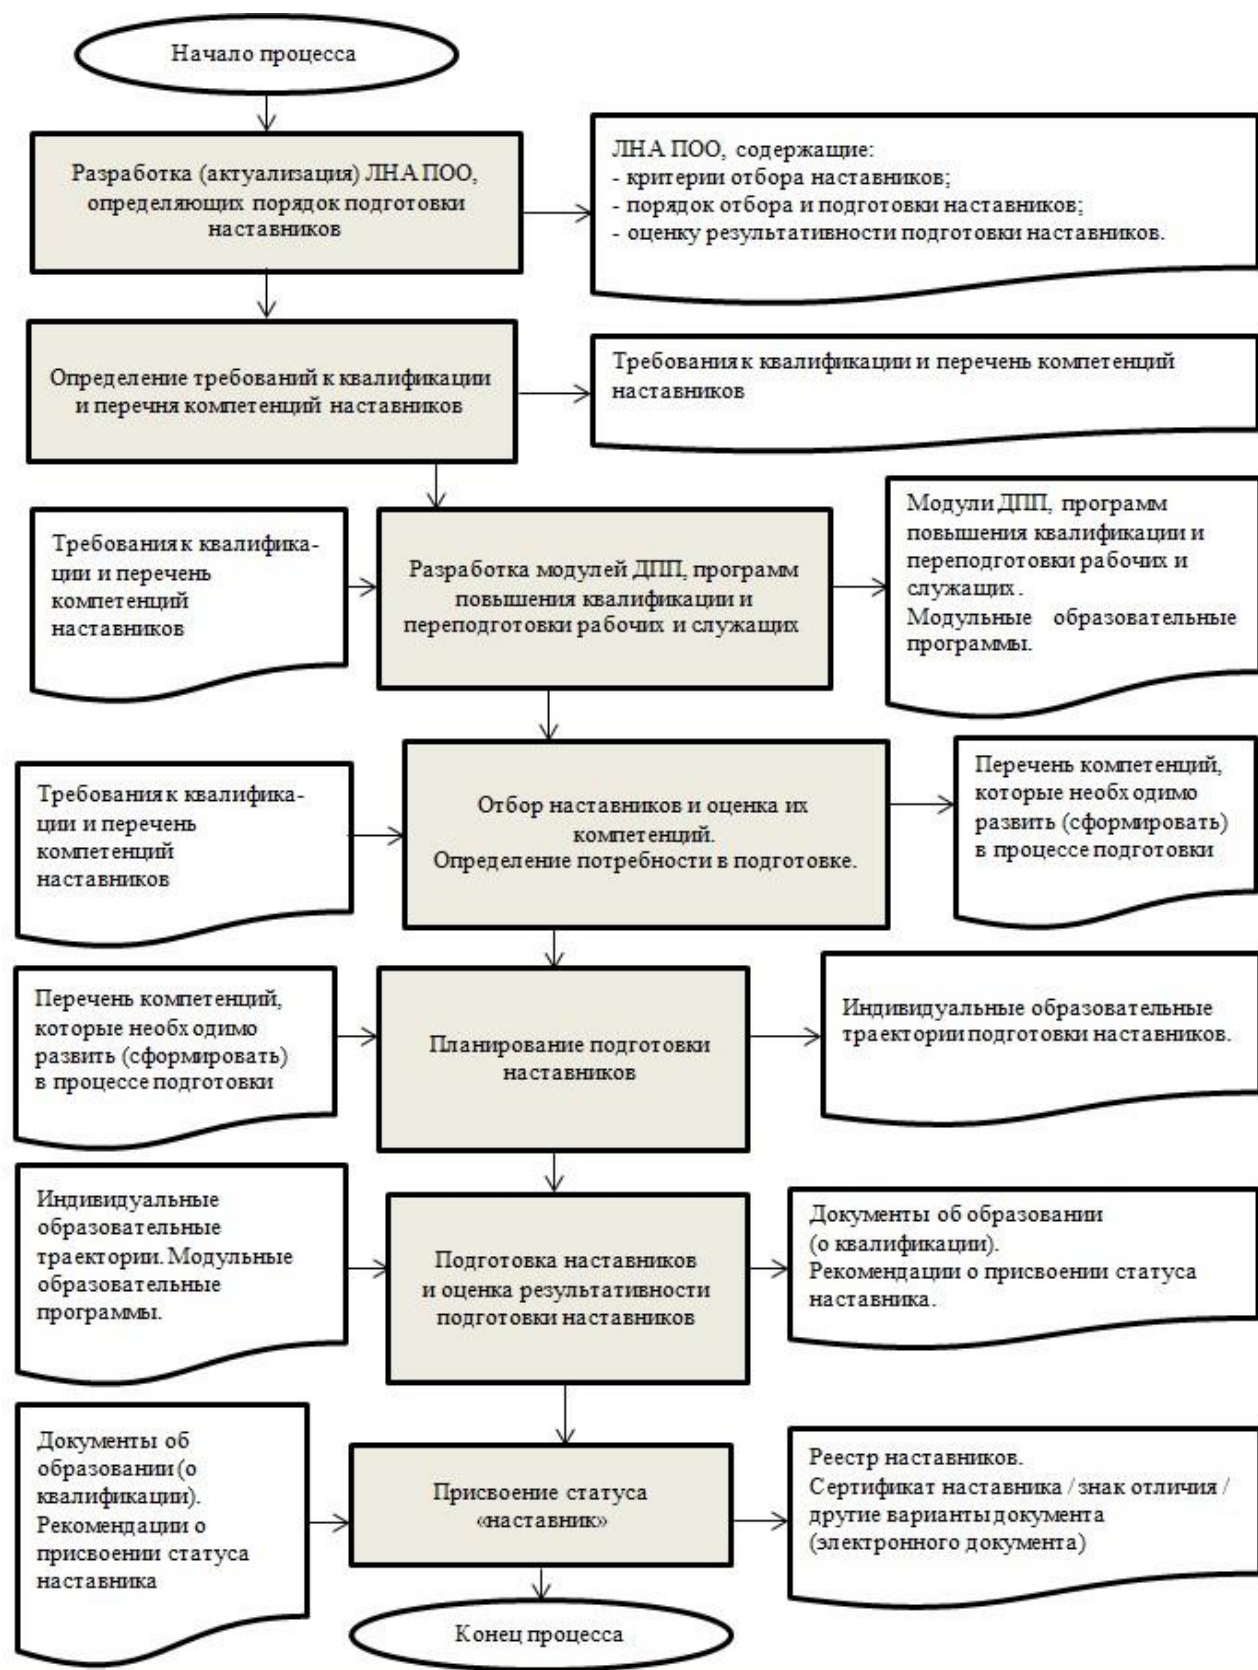 Начало процесса
Разработка (актуализация) ЛНА ПОО,
определяющих порядок подготовки
наставников
ЛНА ПОО, содержащие:
- критерии отбора наставников;
- порядок отбора и подготовки наставников;
- оценку результативности подготовки наставников.
Определение требований к квалификации
и перечня компетенций наставников
Требования к квалификации и перечень компетенций
наставников
Требования к квалифика-
ции и перечень
компетенций
наставников
Разработка модулей ДПП, программ
повышения квалификации и
переподготовки рабочих и служащих
Модули ДПП, программ
повышения квалификации и
переподготовки рабочих и
служащих.
Модульные образовательные
программы.
Требования к квалифика-
ции и перечень
компетенций
наставников
Отбор наставников и оценка их
компетенций.
Определение потребности в подготовке.
Перечень компетенций,
которые необходимо
развить (сформировать)
в процессе подготовки
Перечень компетенций,
которые необходимо
развить (сформировать)
в процессе подготовки
Планирование подготовки
наставников
Индивидуальные образовательные
траектории подготовки наставников.
Индивидуальные
образовательные
траектории. Модульные
образовательные
программы.
Подготовка наставников
и оценка результативности
подготовки наставников
Документы об образовании
(о квалификации).
Рекомендации о присвоении статуса
наставника.
Документы об
образовании (о
квалификации).
Рекомендации о
присвоении статуса
наставника
Присвоение статуса
«наставник»
Реестр наставников.
Сертификат наставника / знак отличия /
другие варианты документа
(электронного документа)
Конец процесса